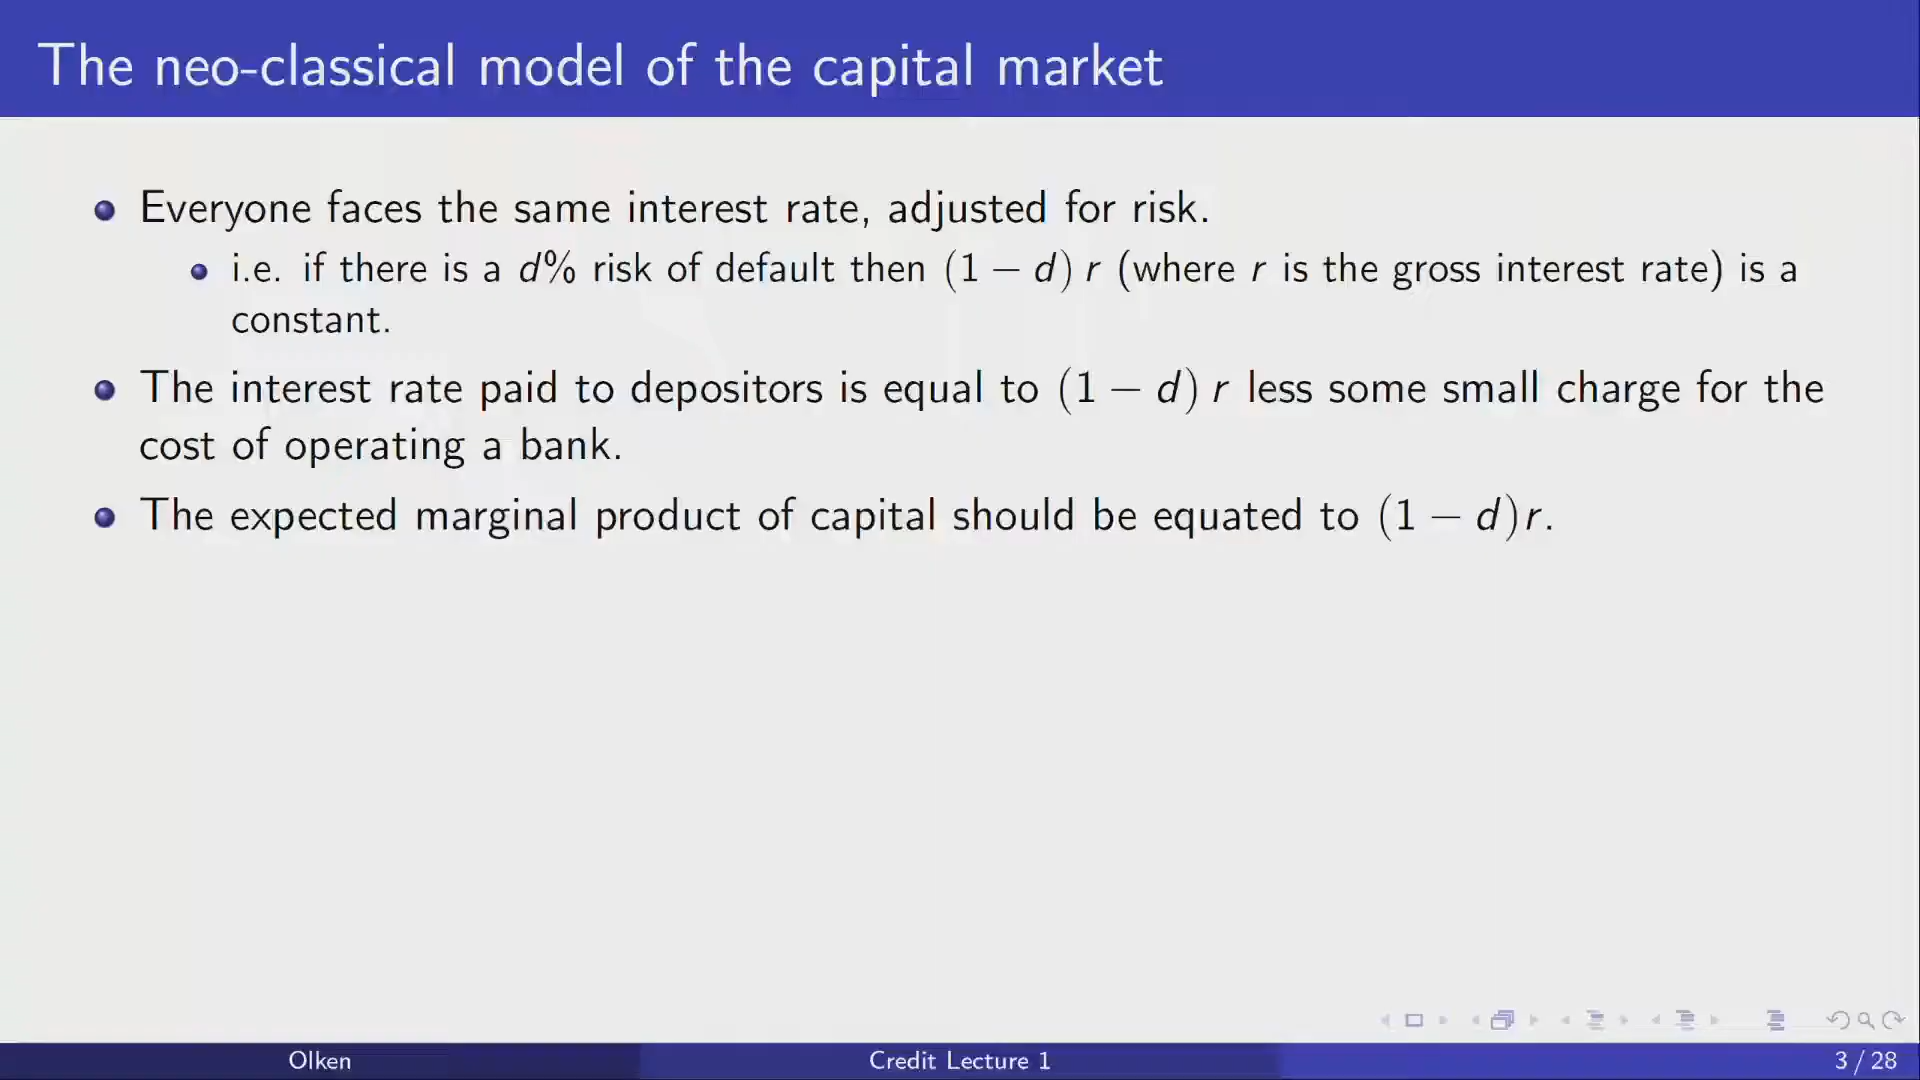 The neo-classical model of the capital market
Everyone faces the same interest rate, adjusted for risk.
i.e. if there is a d% risk of default then (1 − d) r (where r is the gross interest rate) is a
constant.
The interest rate paid to depositors is equal to (1 − d) r less some small charge for the
cost of operating a bank.
The expected marginal product of capital should be equated to (1 − d)r.
Olken
Credit Lecture 1
3 / 28